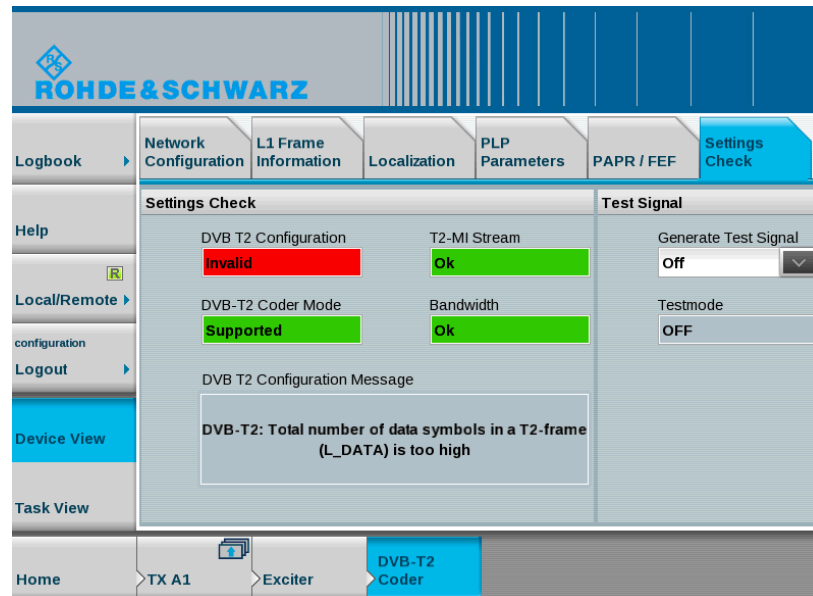 ROHDE&SCHWARZ
Logbook
Help
R
Local/Remote
configuration
Logout
Device View
Task View
Network
Configuration
L1 Frame
Information
Localization
PLP
Parameters
PAPR / FEF
Settings
Check
Settings Check
DVB T2 Configuration
Invalid
T2-MI Stream
Ok
DVB-T2 Coder Mode
Supported
Bandwidth
Ok
DVB T2 Configuration Message
DVB-T2: Total number of data symbols in a T2-frame
(L_DATA) is too high
Test Signal
Generate Test Signal
Off
Testmode
OFF
Home
TX A1
Exciter
DVB-T2
Coder